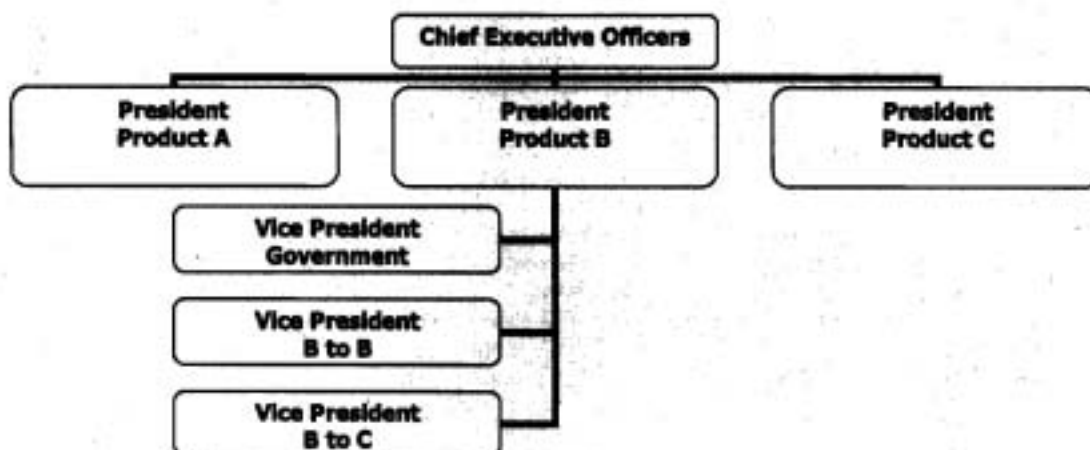 Chief Executive Officers
President
Product A
President
Product B
President
Product C
Vice President
Government
Vice President
B to B
Vice President
B to C